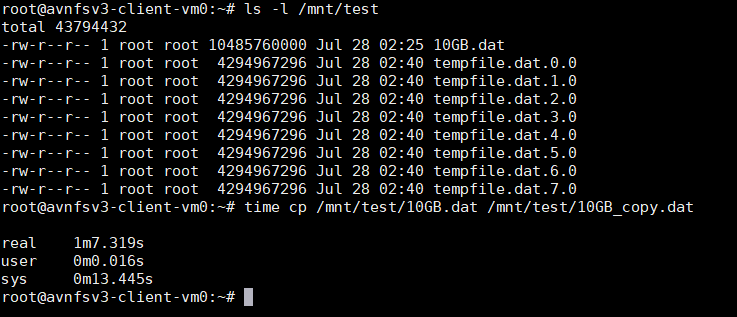 root@avnfsv3-client-vm0:~# ls -l /mnt/test
total 43794432
-rw-r--r-- 1 root root 10485760000 Jul 28 02:25 10GB.dat
-rw-r--r-- 1 root root  4294967296 Jul 28 02:40 tempfile.dat.0.0
-rw-r--r-- 1 root root  4294967296 Jul 28 02:40 tempfile.dat.1.0
-rw-r--r-- 1 root root  4294967296 Jul 28 02:40 tempfile.dat.2.0
-rw-r--r-- 1 root root  4294967296 Jul 28 02:40 tempfile.dat.3.0
-rw-r--r-- 1 root root  4294967296 Jul 28 02:40 tempfile.dat.4.0
-rw-r--r-- 1 root root  4294967296 Jul 28 02:40 tempfile.dat.5.0
-rw-r--r-- 1 root root  4294967296 Jul 28 02:40 tempfile.dat.6.0
-rw-r--r-- 1 root root  4294967296 Jul 28 02:40 tempfile.dat.7.0
root@avnfsv3-client-vm0:~# time cp /mnt/test/10GB.dat /mnt/test/10GB_copy.dat

real    1m7.319s
user    0m0.016s
sys     0m13.445s
root@avnfsv3-client-vm0:~#